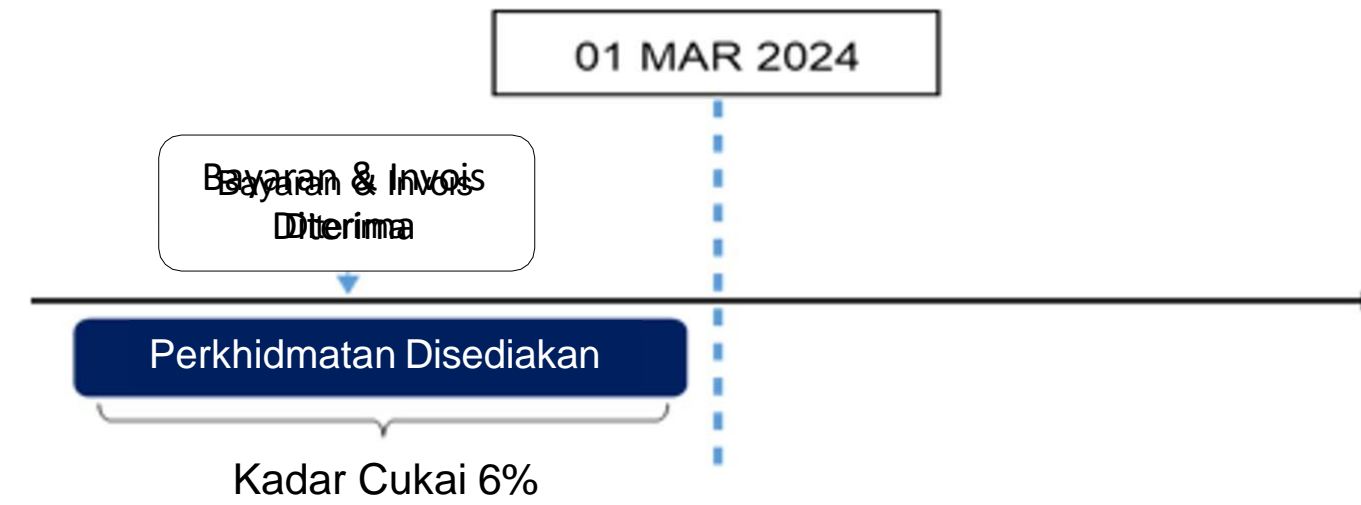 01 MAR 2024
Bayaran & Invois
Diterima
Perkhidmatan Disediakan
Kadar Cukai 6%